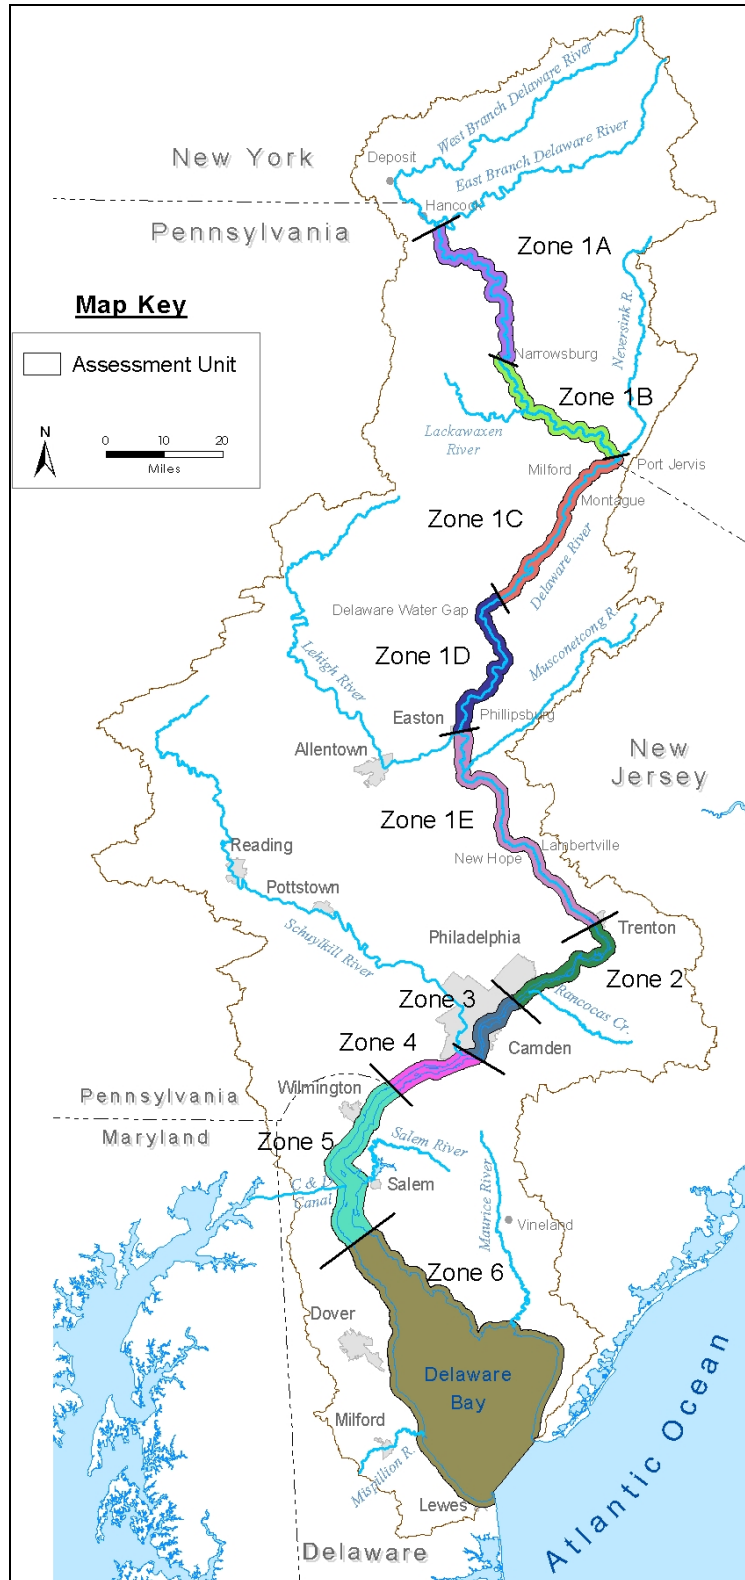 West Branch Delaware River
New York
Deposit
East Branch Delaware River
Hancock
Pennsylvania
Zone 1A
Map Key
Neversink R.
Assessment Unit
Narrowsburg
Zone 1B
N
0 10 20
Miles
Lackawaxen
River
Milford
Port Jervis
Zone 1C
Montague
Delaware River
Delaware Water Gap
Musconetcong R.
Zone 1D
Lehigh River
Easton
Phillipsburg
Allentown
New
Jersey
Zone 1E
Reading
Lambertville
New Hope
Pottstown
Trenton
Philadelphia
Schuylkill River
Zone 2
Zone 3
Rancocas Cr.
Zone 4
Camden
Wilmington
Pennsylvania
Maryland
Zone 5
Salem River
C & D
Canal
Salem
Maurice River
Vineland
Zone 6
Dover
Delaware
Bay
Milford
Mispillion R.
Lewes
Atlantic Ocean
Delaware